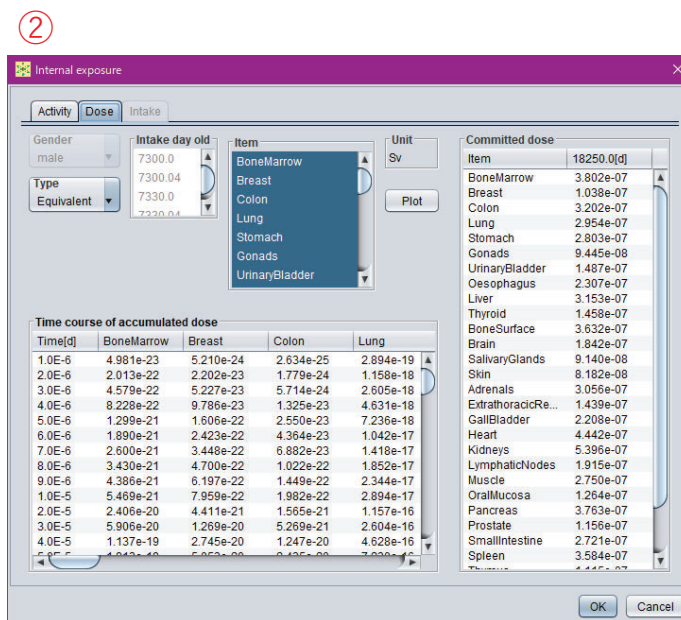 ②
Internal exposure
Activity Dose Intake
Gender
male
Type
Equivalent
Intake day old
7300.0
7300.04
7330.0
7330.04
Item
BoneMarrow
Breast
Colon
Lung
Stomach
Gonads
UrinaryBladder
Unit
Sv
Plot
Committed dose
Item 18250.0[d]
BoneMarrow 3.802e-07
Breast 1.038e-07
Colon 3.202e-07
Lung 2.954e-07
Stomach 2.803e-07
Gonads 9.445e-08
UrinaryBladder 1.487e-07
Oesophagus 2.307e-07
Liver 3.153e-07
Thyroid 1.458e-07
BoneSurface 3.632e-07
Brain 1.842e-07
SalivaryGlands 9.140e-08
Skin 8.182e-08
Adrenals 3.056e-07
ExtrathoracicRe... 1.439e-07
GallBladder 2.208e-07
Heart 4.442e-07
Kidneys 5.396e-07
LymphaticNodes 1.915e-07
Muscle 2.750e-07
OralMucosa 1.264e-07
Pancreas 3.763e-07
Prostate 1.156e-07
SmallIntestine 2.721e-07
Spleen 3.584e-07
Time course of accumulated dose
Time[d] BoneMarrow Breast Colon Lung
1.0E-6 4.981e-23 5.210e-24 2.634e-25 2.894e-19
2.0E-6 2.013e-22 2.202e-23 1.779e-24 1.158e-18
3.0E-6 4.579e-22 5.227e-23 5.714e-24 2.605e-18
4.0E-6 8.228e-22 9.786e-23 1.325e-23 4.631e-18
5.0E-6 1.299e-21 1.606e-22 2.550e-23 7.236e-18
6.0E-6 1.890e-21 2.423e-22 4.364e-23 1.042e-17
7.0E-6 2.600e-21 3.448e-22 6.882e-23 1.418e-17
8.0E-6 3.430e-21 4.700e-22 1.022e-22 1.852e-17
9.0E-6 4.386e-21 6.197e-22 1.449e-22 2.344e-17
1.0E-5 5.469e-21 7.959e-22 1.982e-22 2.894e-17
2.0E-5 2.406e-20 4.411e-21 1.565e-21 1.157e-16
3.0E-5 5.906e-20 1.269e-20 5.269e-21 2.604e-16
4.0E-5 1.137e-19 2.745e-20 1.247e-20 4.628e-16
OK Cancel